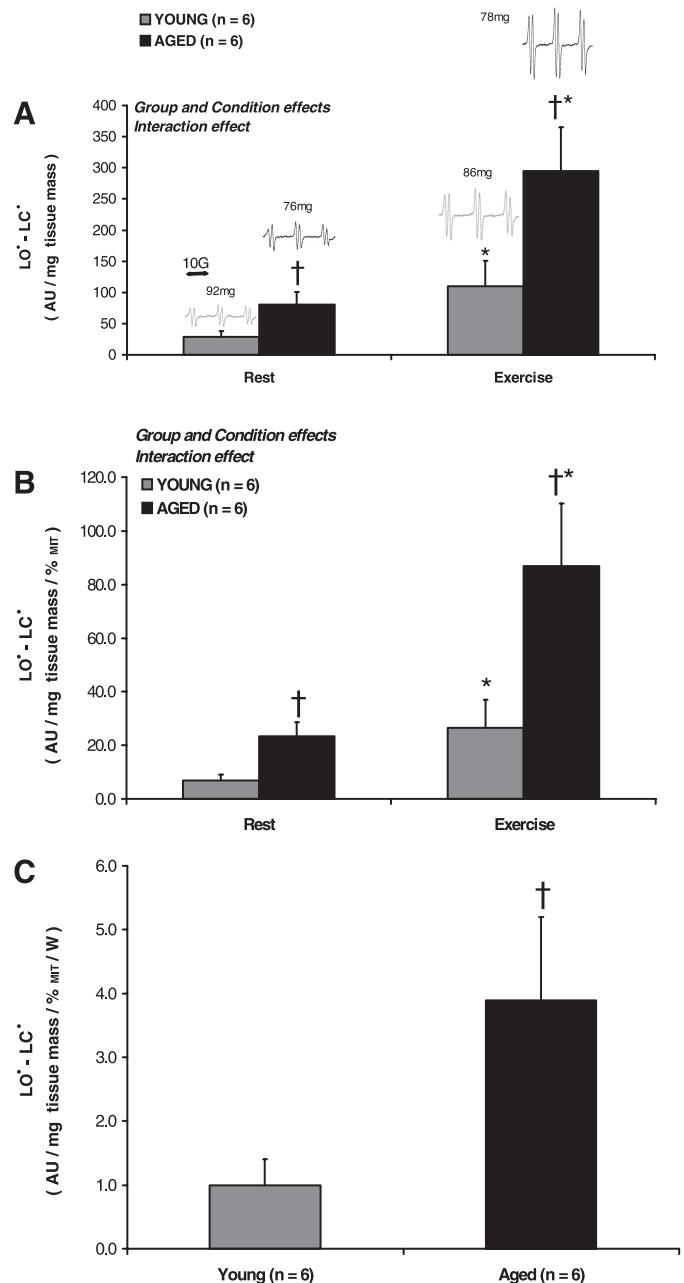 YOUNG (n = 6)
AGED (n = 6)
78mg
A
Group and Condition effects
Interaction effect
LO• - LC•
( AU / mg tissue mass )
400
350
300
250
200
150
100
50
0
10G
92mg
76mg
†
86mg
*
†*
Rest
Exercise
Group and Condition effects
Interaction effect
B
YOUNG (n = 6)
AGED (n = 6)
LO• - LC•
( AU / mg tissue mass / % MIT )
120.0
100.0
80.0
60.0
40.0
20.0
0.0
†
*
†*
Rest
Exercise
C
LO• - LC•
( AU / mg tissue mass / % MIT / W )
6.0
5.0
4.0
3.0
2.0
1.0
0.0
†
Young (n = 6)
Aged (n = 6)